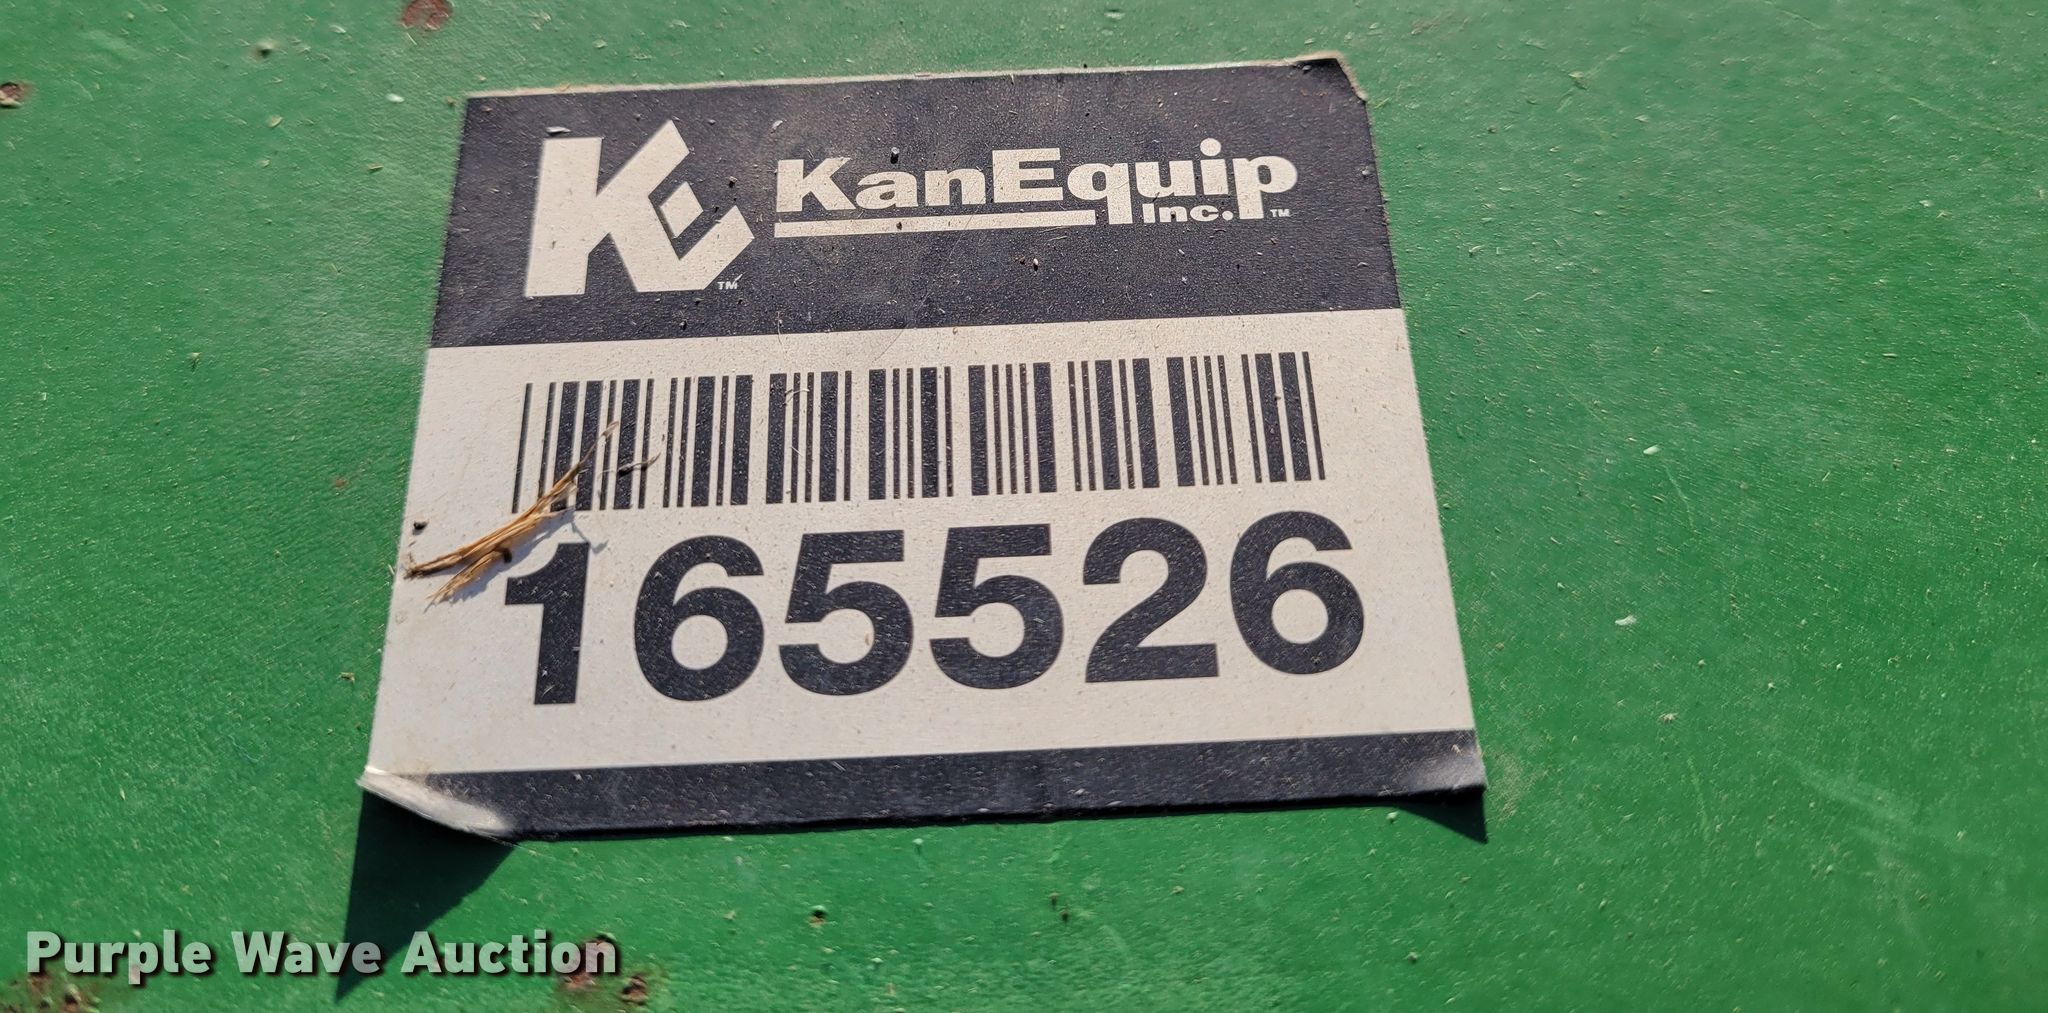 KE
TM
KanEquip
Inc. TM
165526
Purple Wave Auction